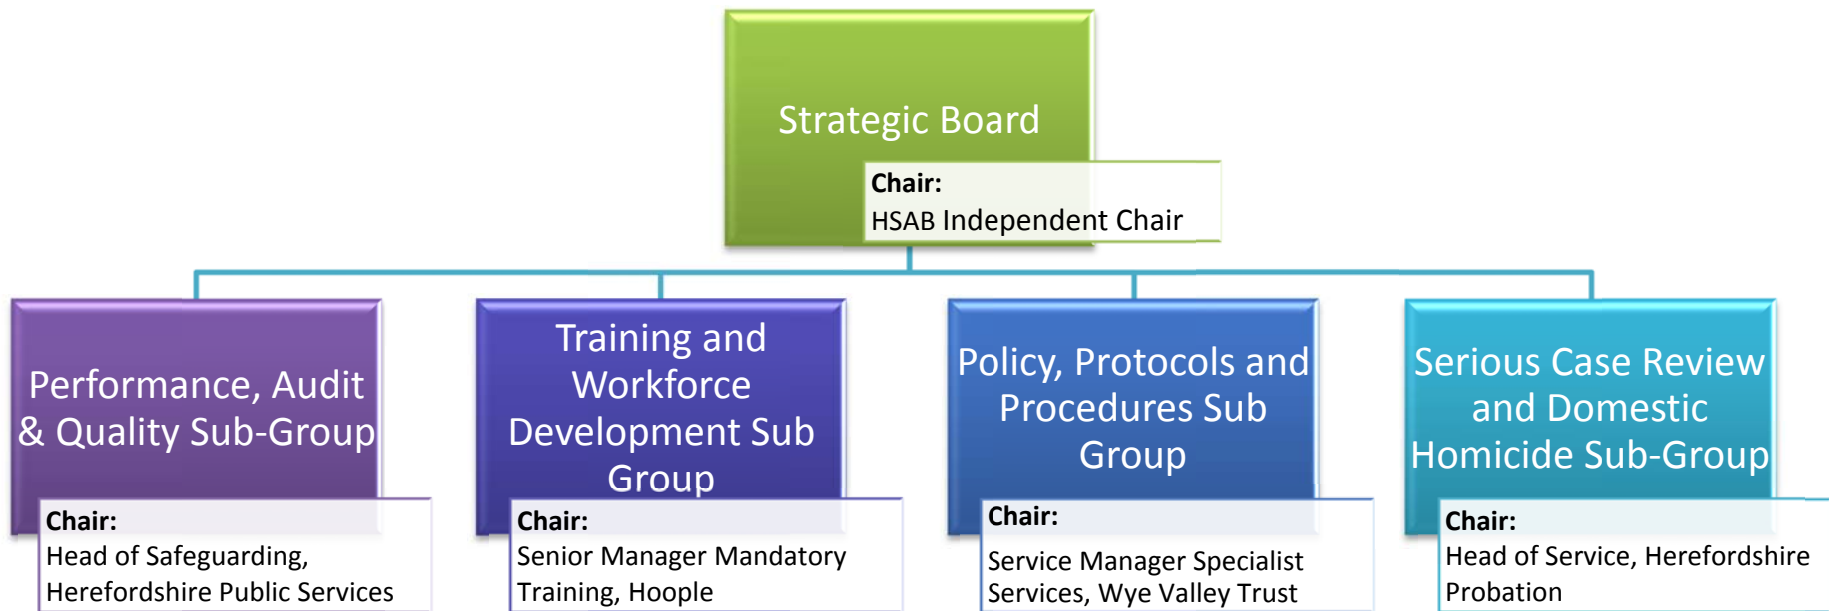 Strategic Board
Chair:
HSAB Independent Chair
Performance, Audit
& Quality Sub-Group
Chair:
Head of Safeguarding,
Herefordshire Public Services
Training and
Workforce
Development Sub
Group
Chair:
Senior Manager Mandatory
Training, Hoople
Policy, Protocols and
Procedures Sub
Group
Chair:
Service Manager Specialist
Services, Wye Valley Trust
Serious Case Review
and Domestic
Homicide Sub-Group
Chair:
Head of Service, Herefordshire
Probation